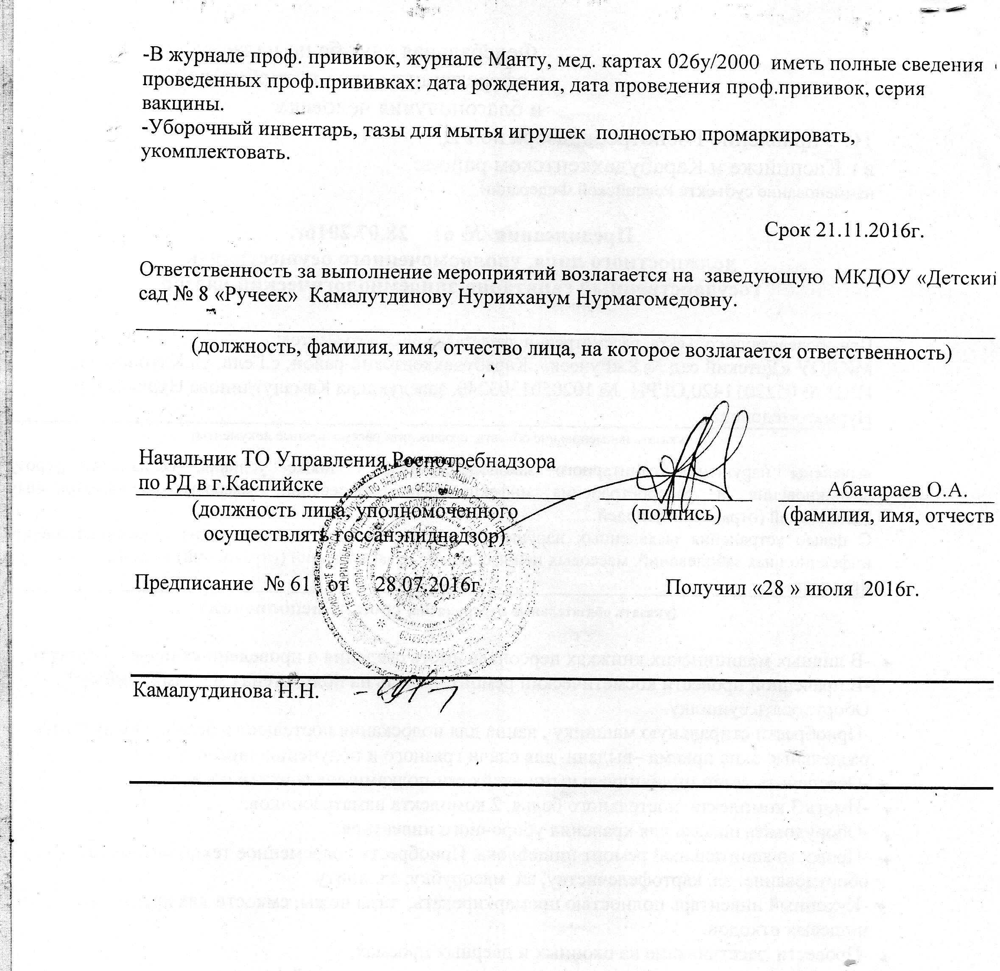 -В журнале проф. прививок, журнале Манту, мед. картах 026у/2000 иметь полные сведения
проведенных проф.прививках: дата рождения, дата проведения проф.прививок, серия
вакцины.
-Уборочный инвентарь, тазы для мытья игрушек полностью промаркировать,
укомплектовать.
Срок 21.11.2016г.
Ответственность за выполнение мероприятий возлагается на заведующую МКДОУ «Детски
сад № 8 «Ручеек» Камалутдинову Нурияханум Нурмагомедовну.
(должность, фамилия, имя, отчество лица, на которое возлагается ответственность)
Начальник ТО Управления Роспотребнадзора
по РД в г.Каспийске
Абачараев О.А.
(должность лица, уполномоченного
осуществлять госсанэпиднадзор)
(подпись)
(фамилия, имя, отчеств
Предписание № 61 от 28.07.2016г.
Получил «28 » июля 2016г.
Камалутдинова Н.Н.